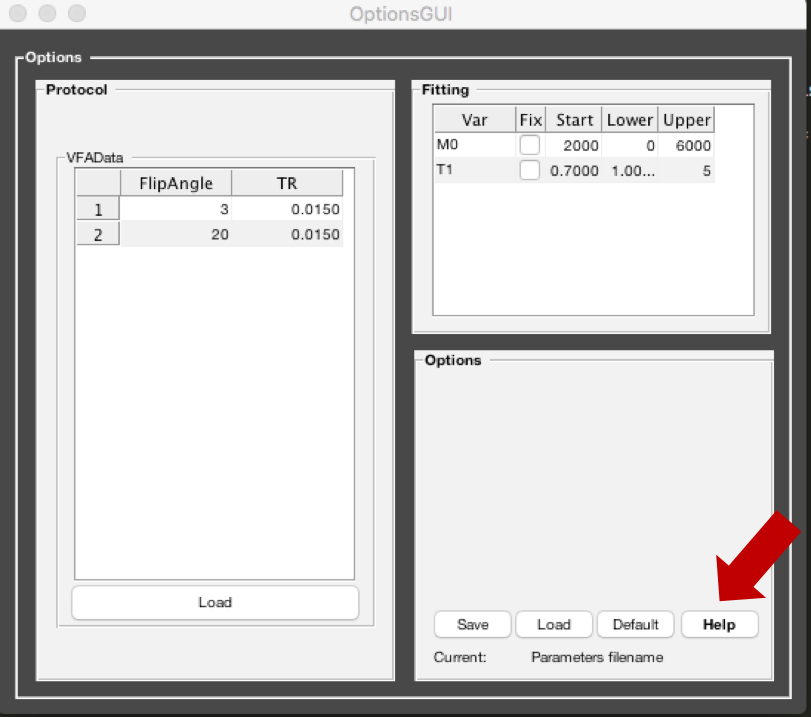 OptionsGUI
Options
Protocol
VFAData
FlipAngle TR
1 3 0.0150
2 20 0.0150
Load
Fitting
Var Fix Start Lower Upper
M0 2000 0 6000
T1 0.7000 1.00... 5
Options
Save Load Default Help
Current: Parameters filename